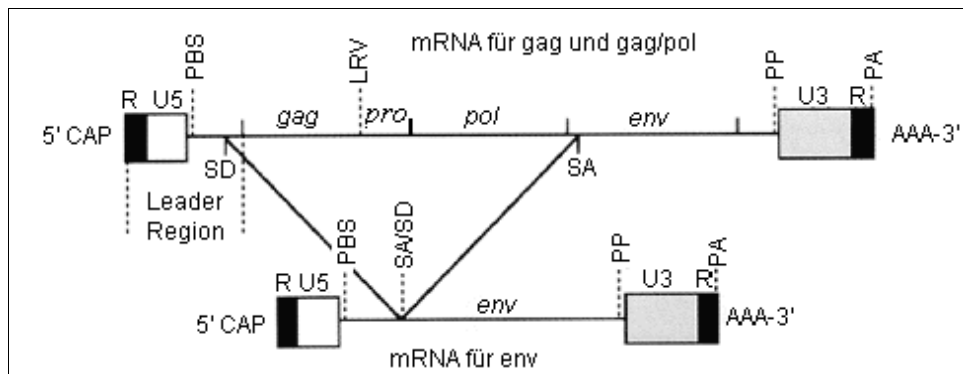 mRNA für gag und gag/pol
PBS
LRV
PP
PA
R U5
gag
pro
pol
env
U3 R
5' CAP
AAA-3'
SD
SA
Leader
Region
PBS
SA/SD
PP
PA
R U5
env
U3 R
5' CAP
AAA-3'
mRNA für env